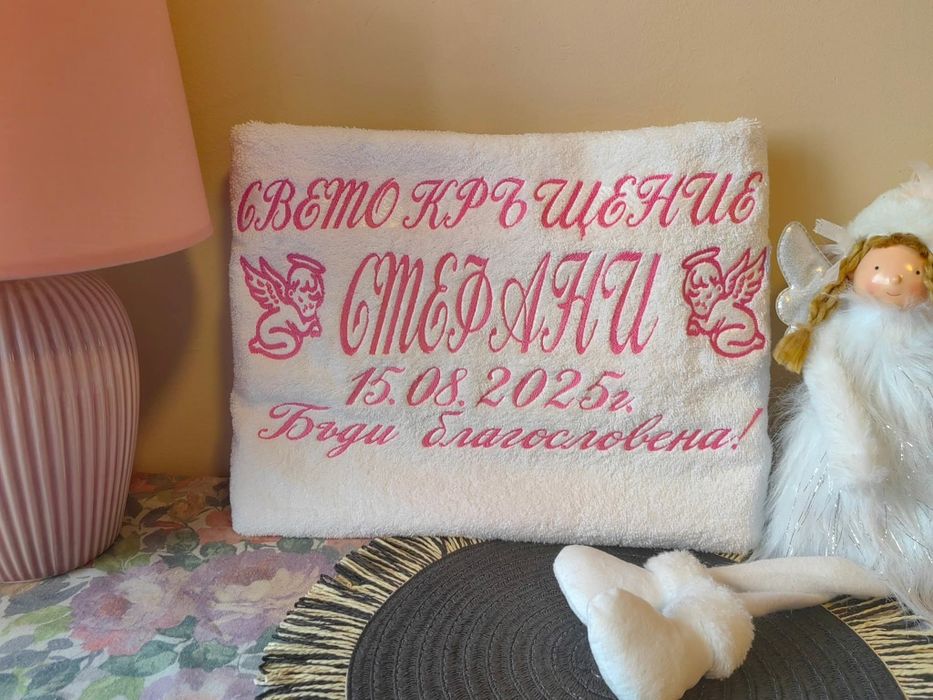 СВЕТО КРЪЩЕНИЕ
СТЕФАНИ
15.08.2025г.
Бъди благословена!